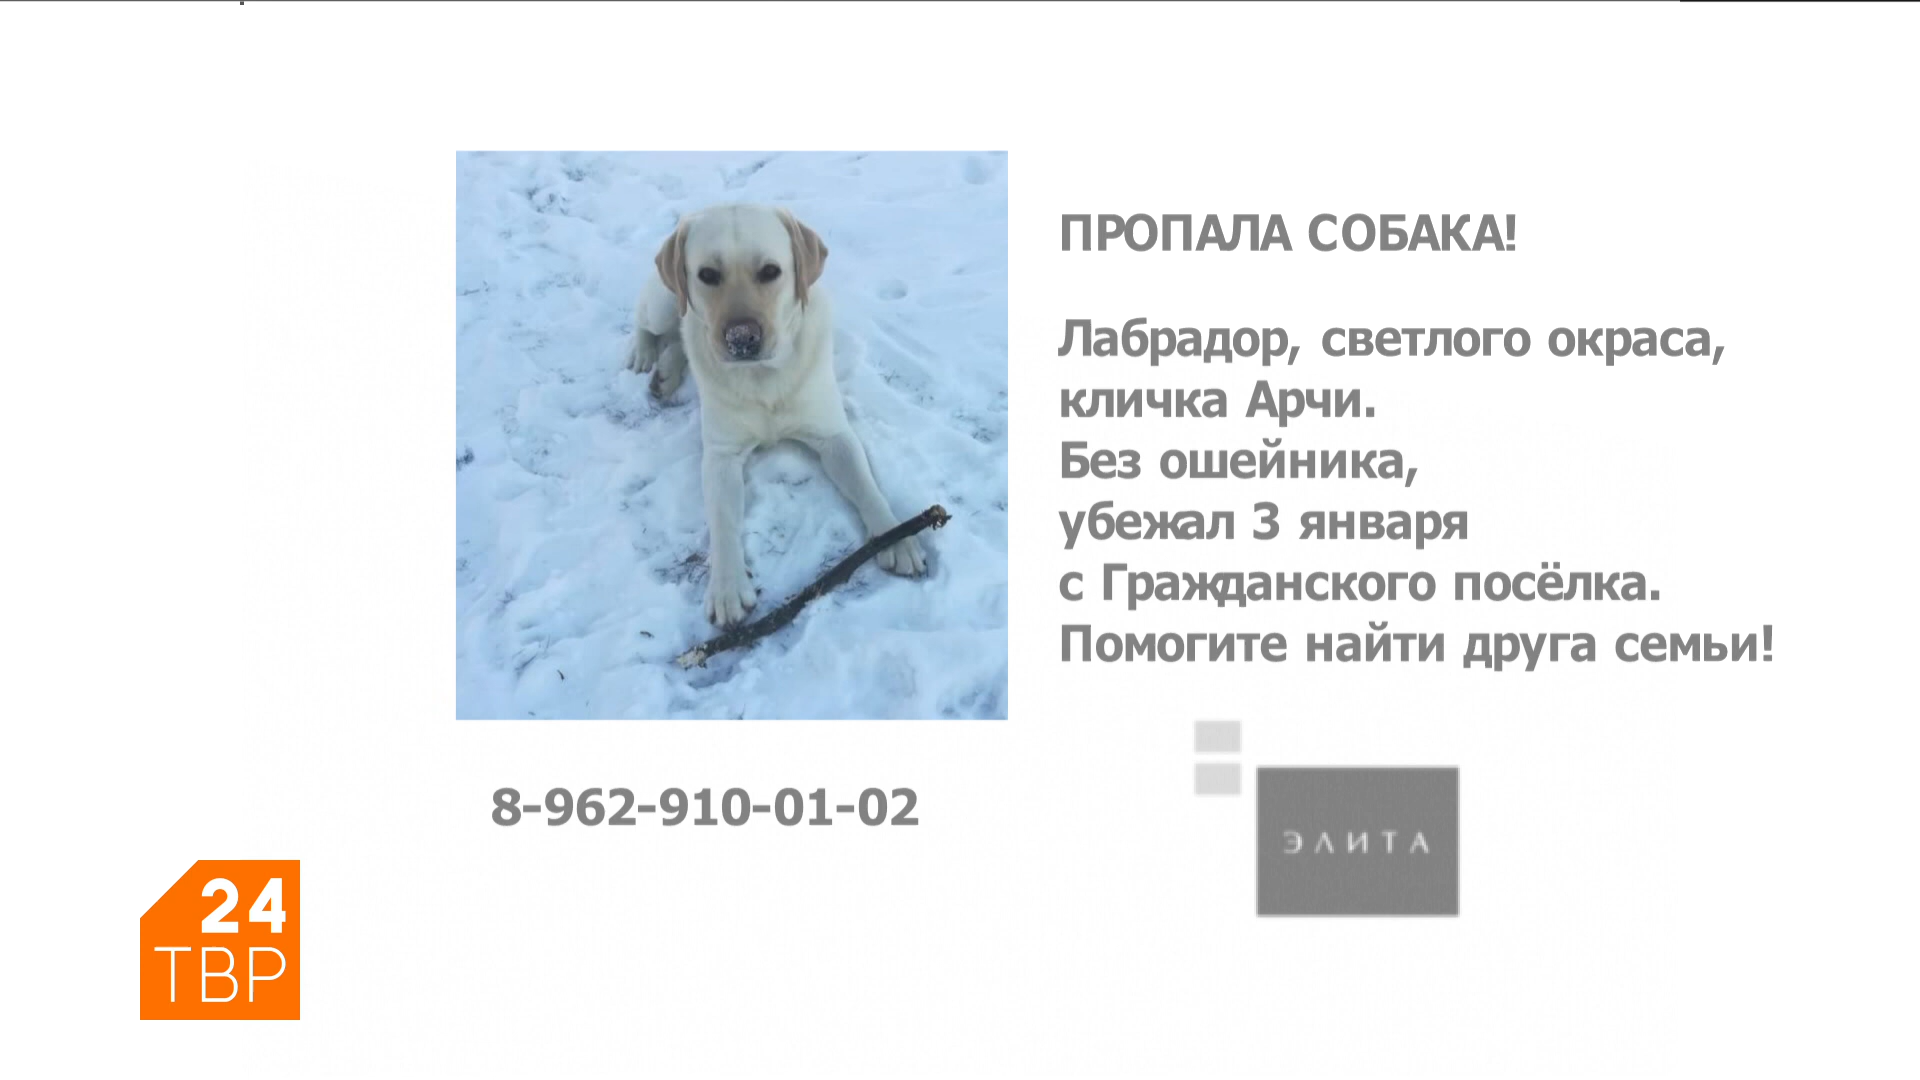 ПРОПАЛА СОБАКА!
Лабрадор, светлого окраса,
кличка Арчи.
Без ошейника,
убежал 3 января
с Гражданского посёлка.
Помогите найти друга семьи!
8-962-910-01-02
ЭЛИТА
24
ТВР